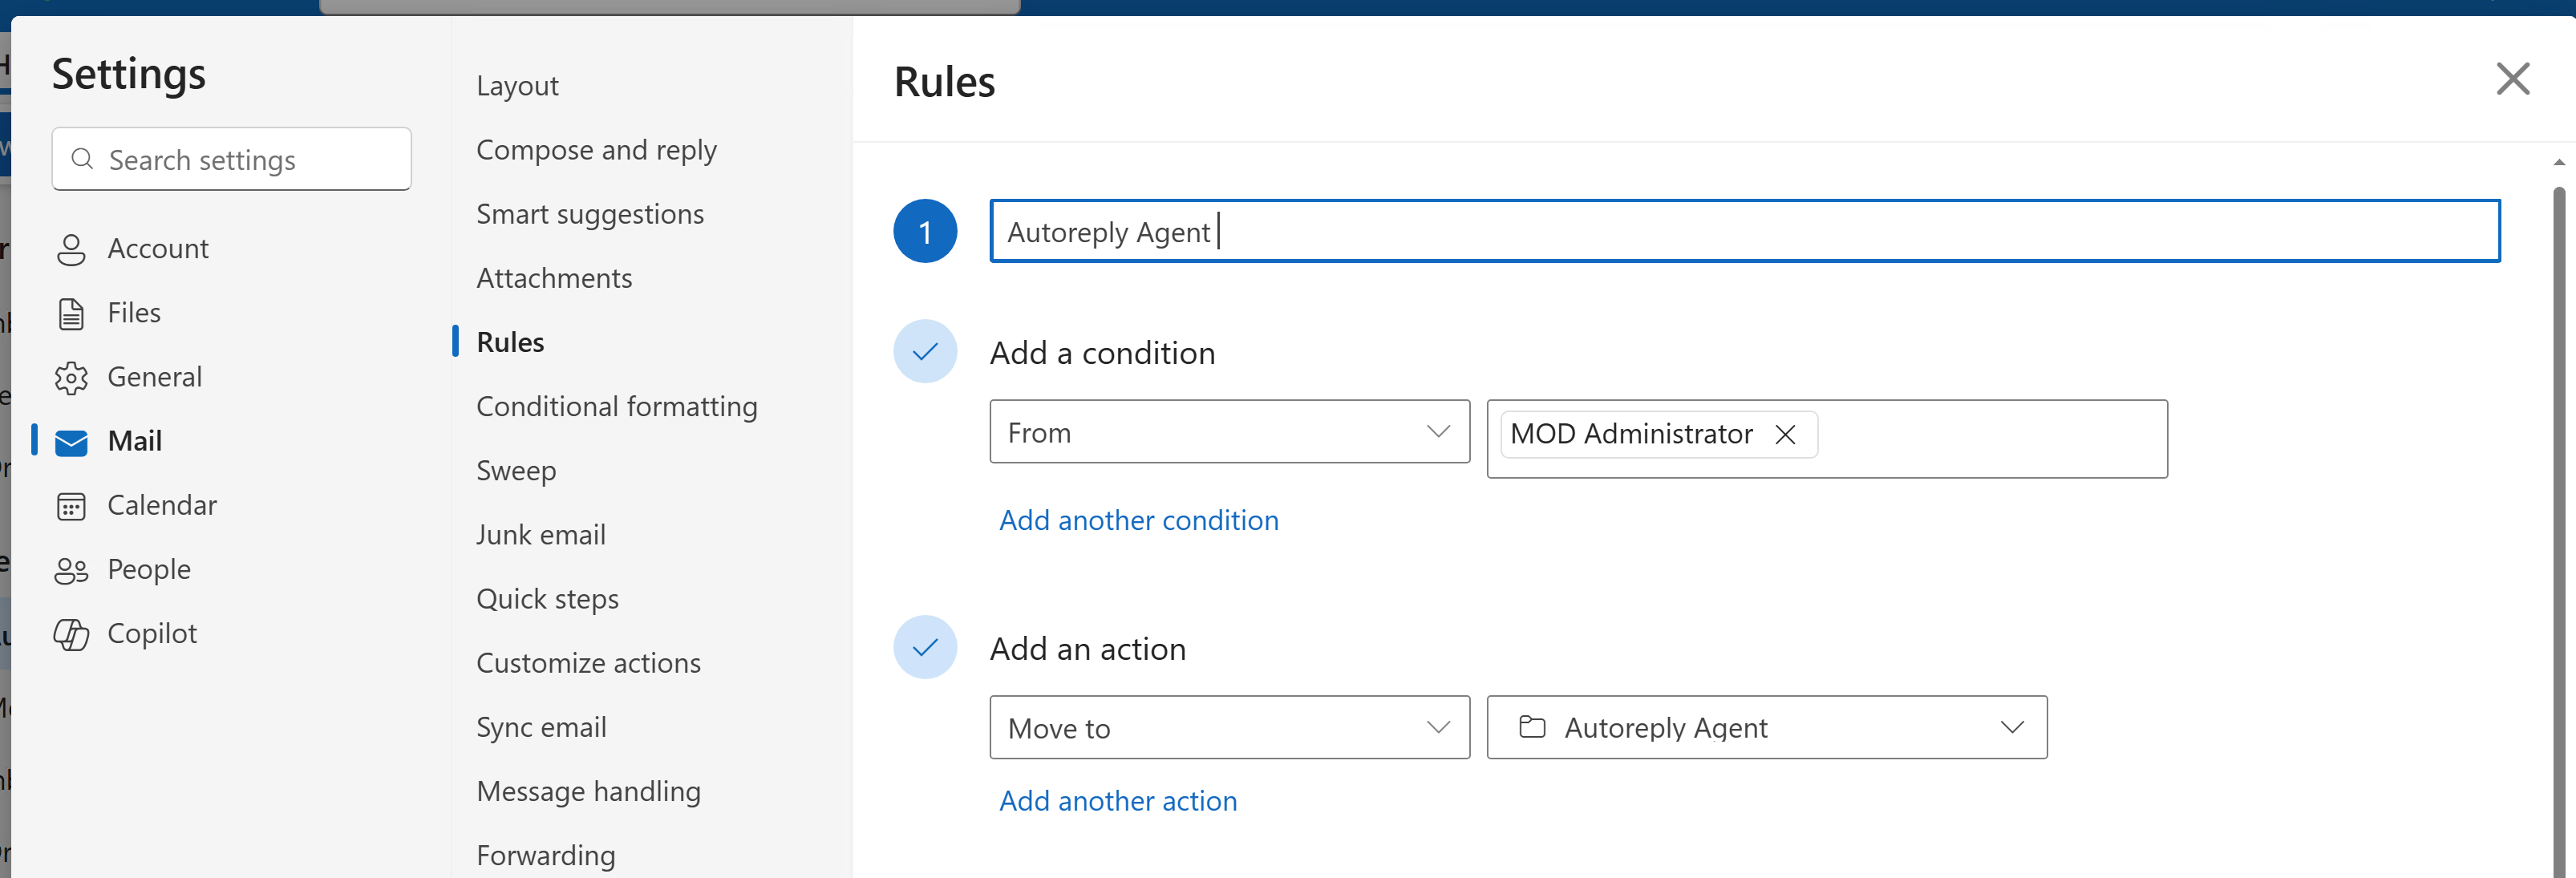 Settings
Search settings
Account
Files
General
Mail
Calendar
People
Copilot
Layout
Compose and reply
Smart suggestions
Attachments
Rules
Conditional formatting
Sweep
Junk email
Quick steps
Customize actions
Sync email
Message handling
Forwarding
Rules
1
Autoreply Agent
Add a condition
From
MOD Administrator
Add another condition
Add an action
Move to
Autoreply Agent
Add another action